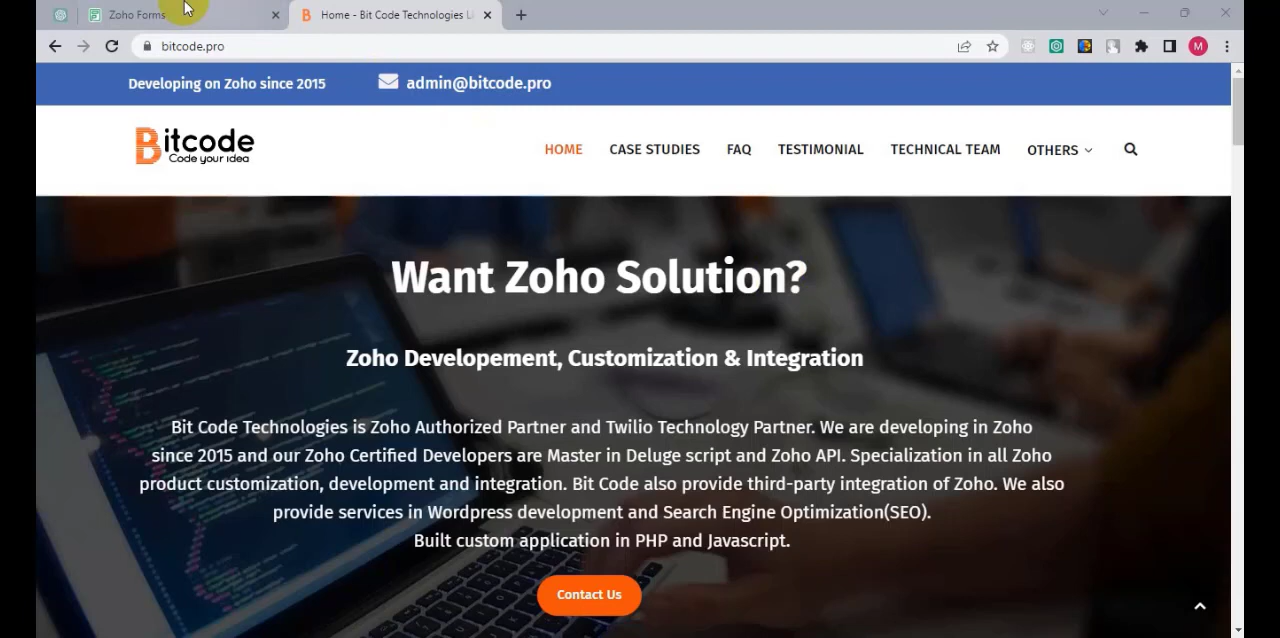 Zoho Forms
Home - Bit Code Technologies L
bitcode.pro
M
Developing on Zoho since 2015
admin@bitcode.pro
Bitcode
Code your idea
HOME
CASE STUDIES
FAQ
TESTIMONIAL
TECHNICAL TEAM
OTHERS
Want Zoho Solution?
Zoho Developement, Customization & Integration
Bit Code Technologies is Zoho Authorized Partner and Twilio Technology Partner. We are developing in Zoho
since 2015 and our Zoho Certified Developers are Master in Deluge script and Zoho API. Specialization in all Zoho
product customization, development and integration. Bit Code also provide third-party integration of Zoho. We also
provide services in Wordpress development and Search Engine Optimization(SEO).
Built custom application in PHP and Javascript.
Contact Us